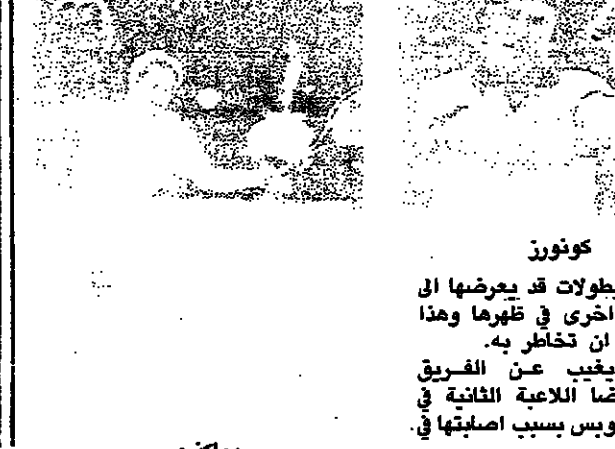 كونورز
بطولات قد يعرضها الى
اخرى في ظهرها وهذا
ان تخاطر به.
يغيب عن الفريق
ضا اللاعبة الثانية في
وبس بسبب اصابتها في